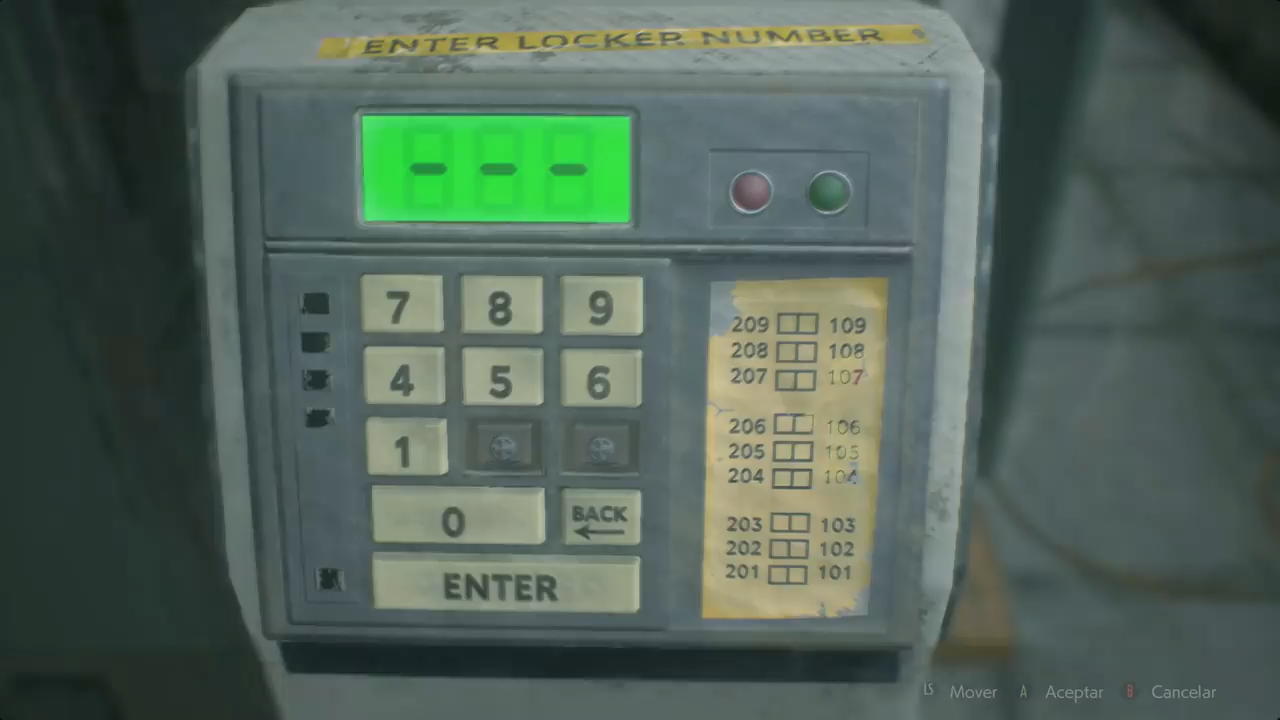 ENTER LOCKER NUMBER
- - -
7 8 9
4 5 6
1
0 BACK
ENTER
209 109
208 108
207 107
206 106
205 105
204 104
203 103
202 102
201 101
LS Mover A Aceptar B Cancelar